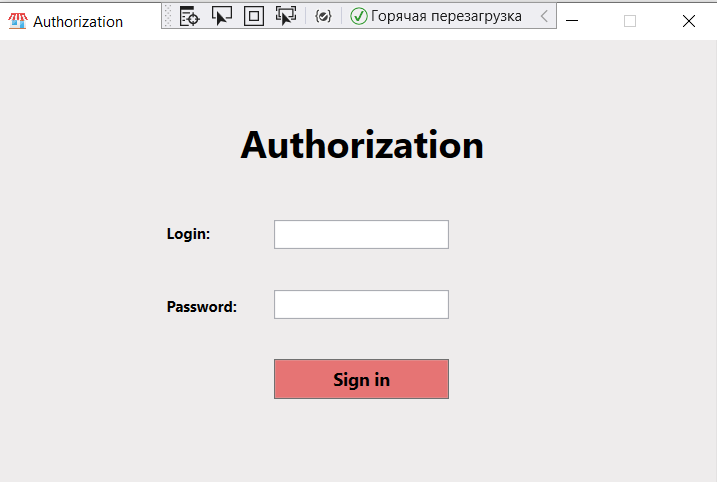 Authorization
Горячая перезагрузка
Authorization
Login:
Password:
Sign in